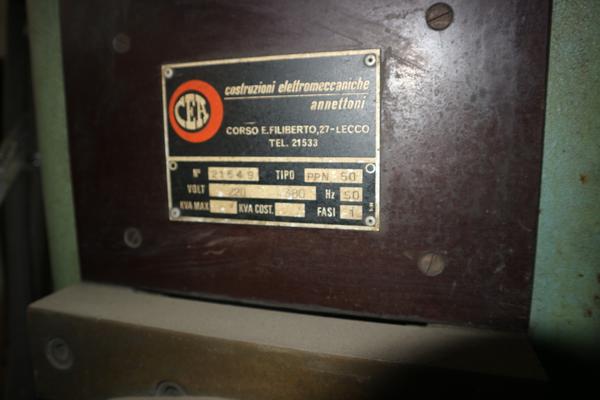 CEA
costruzioni elettromeccaniche
annettoni
CORSO E. FILIBERTO, 27-LECCO
TEL. 21533
N° 21549 TIPO PPN 50
VOLT 220 380 Hz 50
KVA MAX KVA COST. FASI 1